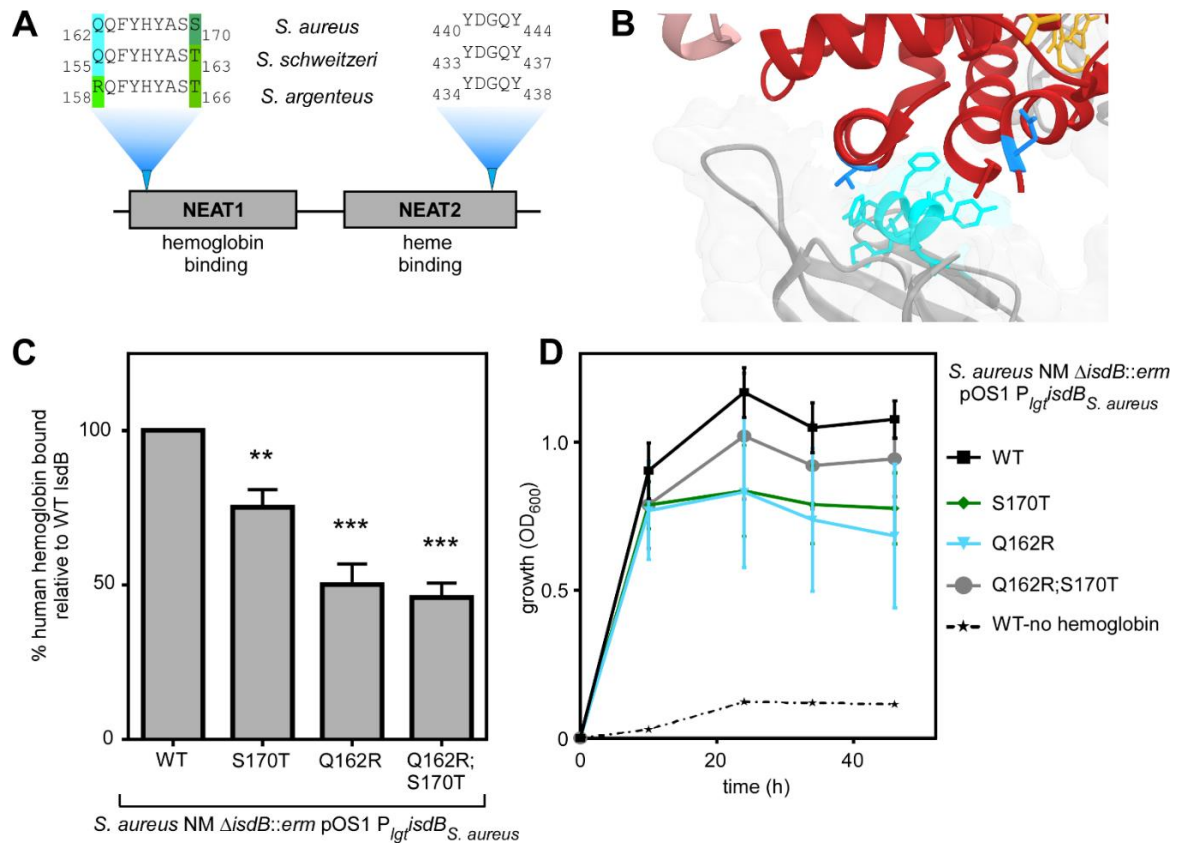 A
162 QQFYHYASS 170 S. aureus 440 YDGQY 444
155 QQFYHYAST 163 S. schweitzeri 433 YDGQY 437
158 RQFYHYAST 166 S. argenteus 434 YDGQY 438
NEAT1 NEAT2
hemoglobin binding heme binding
B
C
% human hemoglobin bound
relative to WT IsdB
100
50
0
**
***
***
WT S170T Q162R Q162R;
S170T
S. aureus NM ΔisdB::erm pOS1 PlgtisdBS. aureus
D
growth (OD600)
1.0
0.5
0
0 20 40
time (h)
S. aureus NM ΔisdB::erm
pOS1 PlgtisdBS. aureus
WT
S170T
Q162R
Q162R;S170T
WT-no hemoglobin